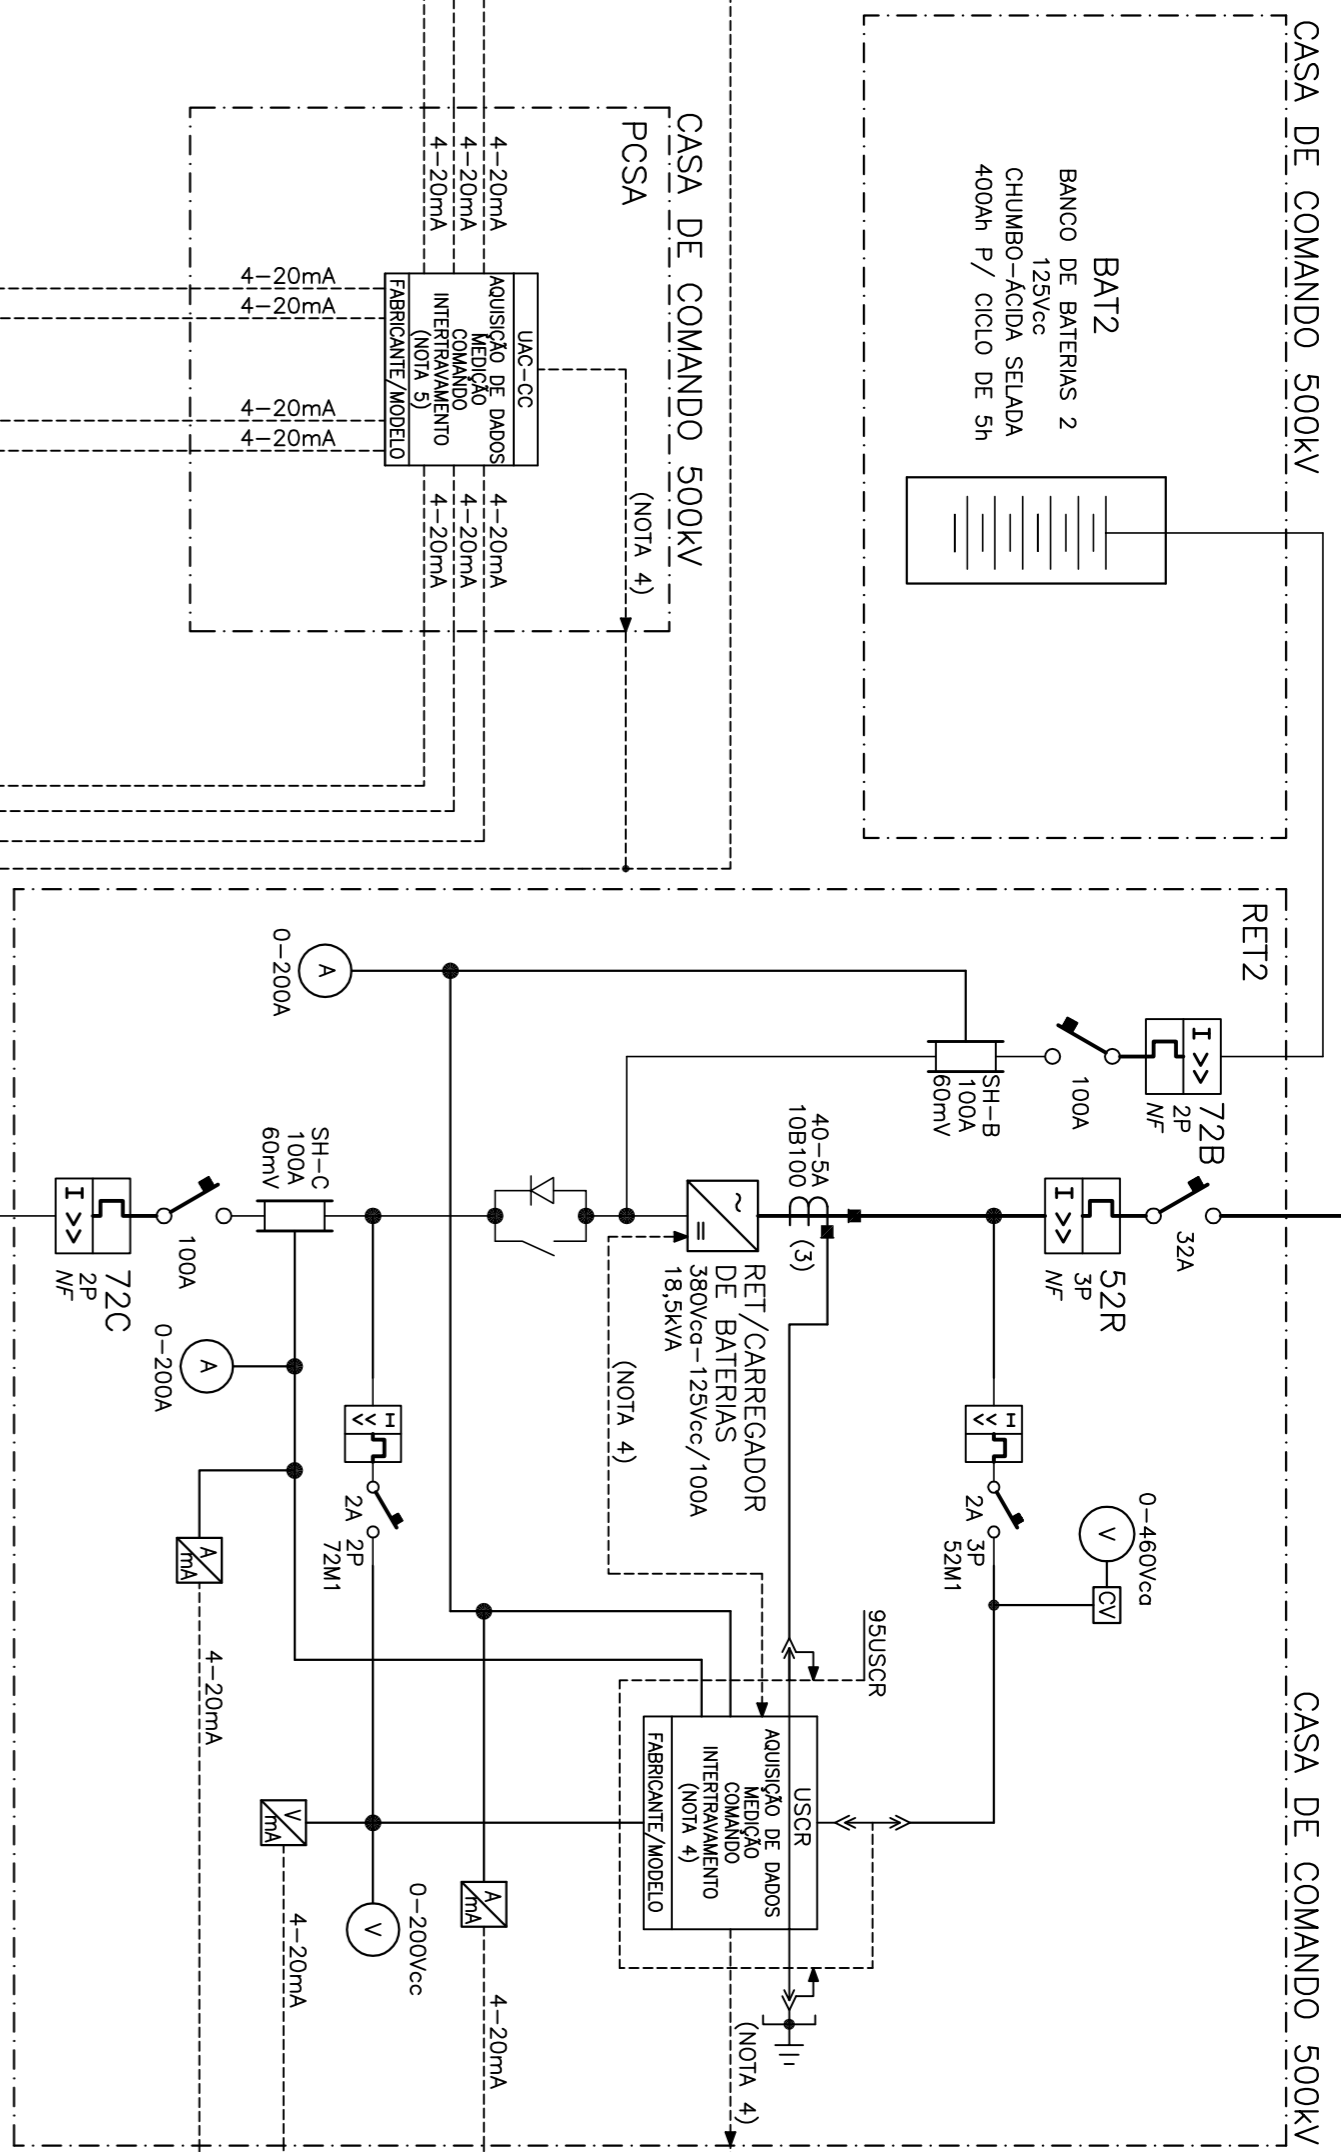 CASA DE COMANDO 500kV
BAT2
BANCO DE BATERIAS 2
125Vcc
CHUMBO-ÁCIDA SELADA
400Ah P/ CICLO DE 5h
CASA DE COMANDO 500kV
PCSA
4-20mA
4-20mA
4-20mA
UAC-CC
AQUISIÇÃO DE DADOS
MEDIÇÃO
COMANDO
INTERTRAVAMENTO
(NOTA 5)
FABRICANTE/MODELO
4-20mA
4-20mA
4-20mA
4-20mA
4-20mA
4-20mA
4-20mA
(NOTA 4)
CASA DE COMANDO 500kV
RET2
72B
2P
NF
I >>
100A
SH-B
100A
60mV
A
0-200A
32A
52R
3P
NF
I >>
40-5A
10B100
(3)
~
=
RET/CARREGADOR
DE BATERIAS
380Vca-125Vcc/100A
18,5kVA
(NOTA 4)
SH-C
100A
60mV
100A
72C
2P
NF
I >>
A
0-200A
A
mA
4-20mA
I >>
2A
2P
72M1
I >>
2A
3P
52M1
0-460Vca
V
CV
95USCR
USCR
AQUISIÇÃO DE DADOS
MEDIÇÃO
COMANDO
INTERTRAVAMENTO
(NOTA 4)
FABRICANTE/MODELO
V
mA
4-20mA
V
0-200Vcc
A
mA
4-20mA
(NOTA 4)